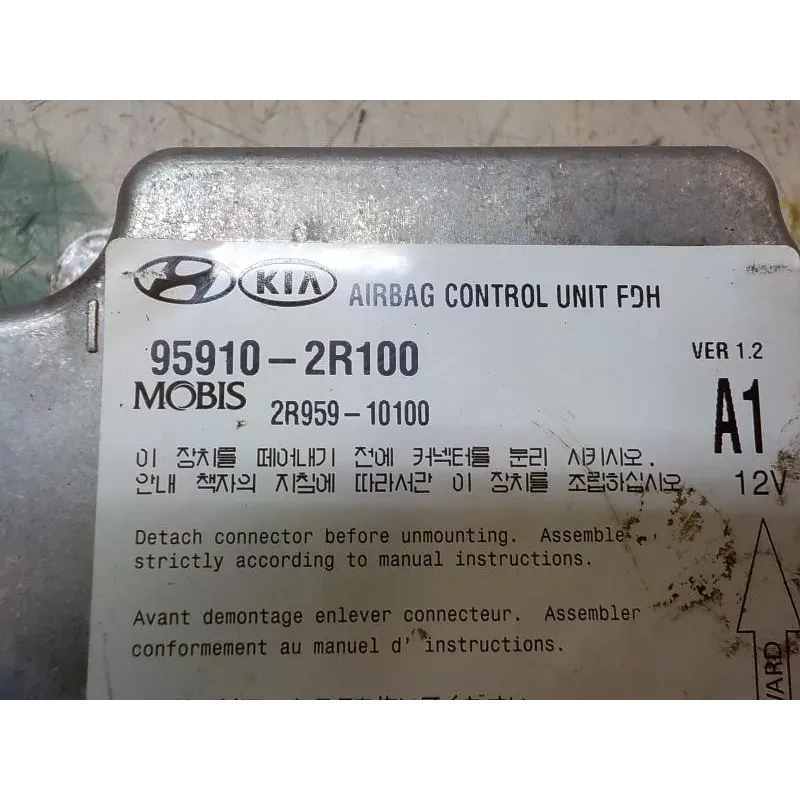 KIA AIRBAG CONTROL UNIT FDH
95910-2R100 VER 1.2
MOBIS 2R959-10100 A1
이 장치를 떼어내기 전에 커넥터를 분리 시키시오.
안내 책자의 지침에 따라서만 이 장치를 조립하십시오 12V
Detach connector before unmounting. Assemble
strictly according to manual instructions.
Avant demontage enlever connecteur. Assembler
conformement au manuel d' instructions.